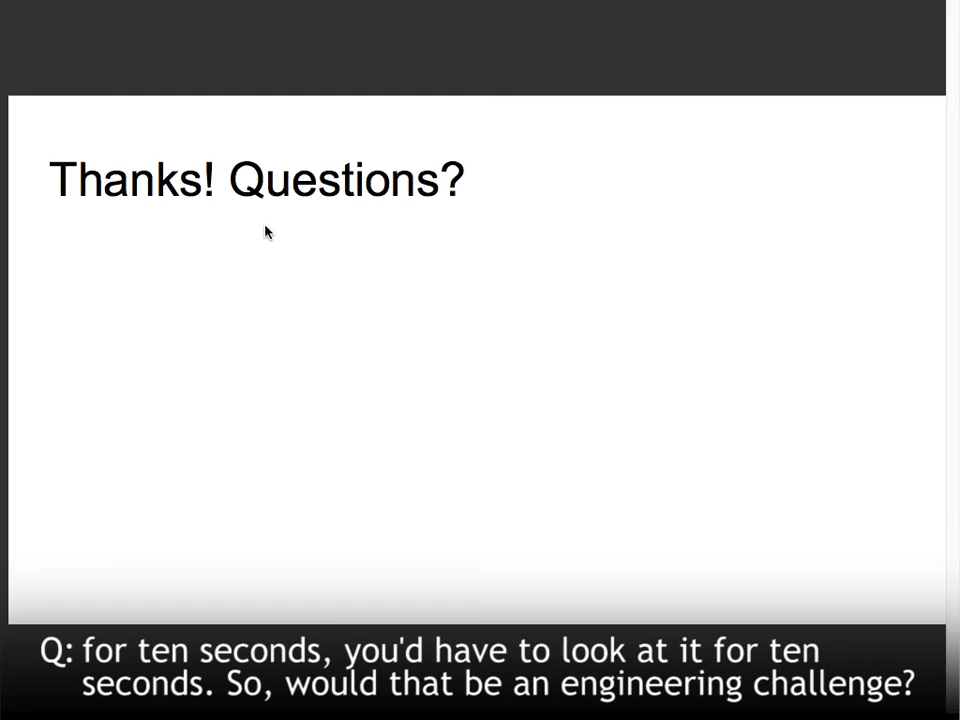 Thanks! Questions?
Q: for ten seconds, you'd have to look at it for ten
seconds. So, would that be an engineering challenge?